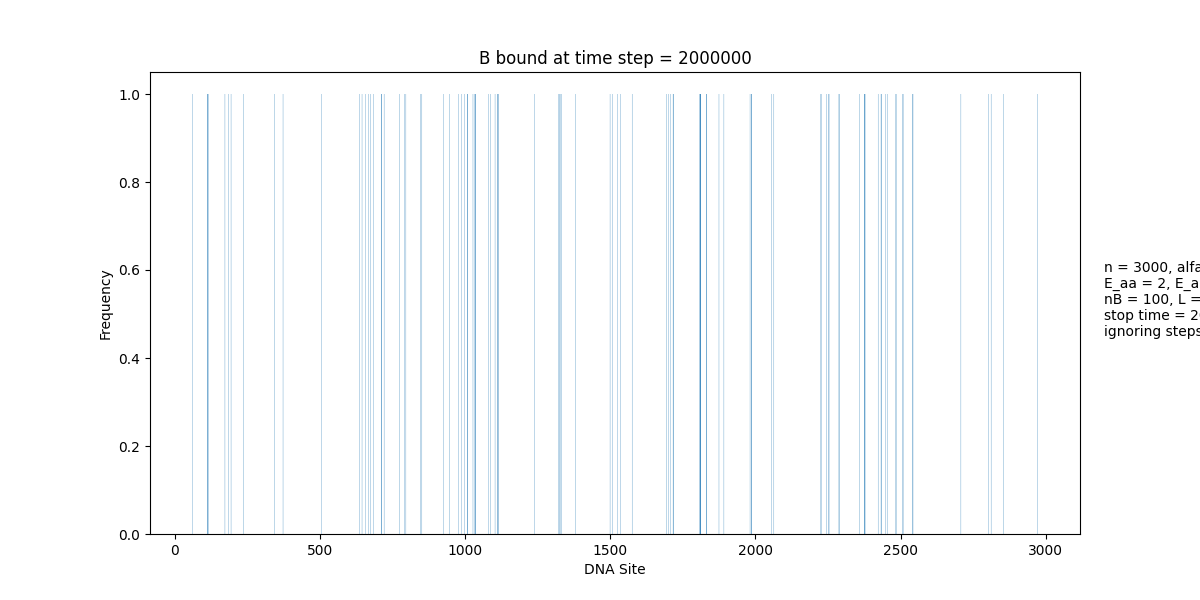 B bound at time step = 2000000
Frequency
1.0
0.8
0.6
0.4
0.2
0.0
0 500 1000 1500 2000 2500 3000
DNA Site
n = 3000, alfa
E_aa = 2, E_a
nB = 100, L =
stop time = 2
ignoring steps